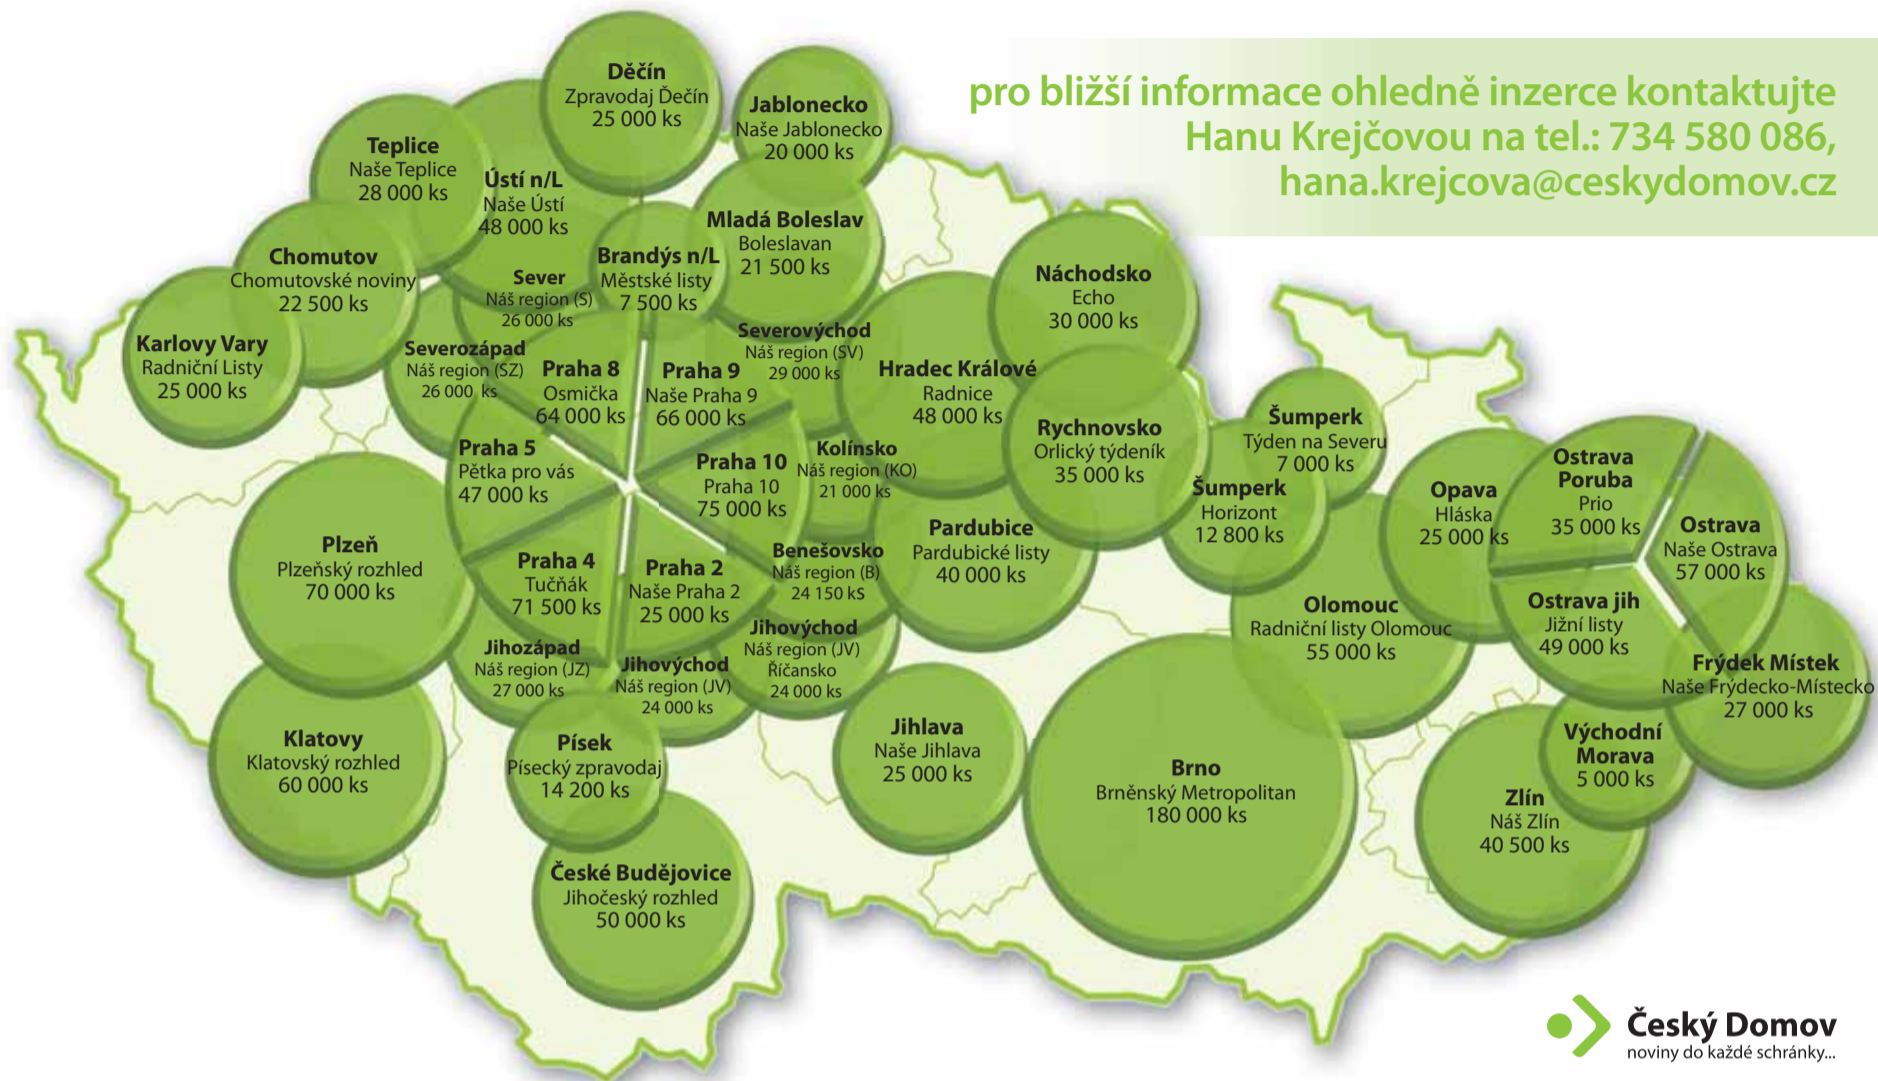 pro bližší informace ohledně inzerce kontaktujte
Hanu Krejčovou na tel.: 734 580 086,
hana.krejcova@ceskydomov.cz
Děčín
Zpravodaj Ďečín
25 000 ks
Jablonecko
Naše Jablonecko
20 000 ks
Teplice
Naše Teplice
28 000 ks
Ústí n/L
Naše Ústí
48 000 ks
Mladá Boleslav
Boleslavan
21 500 ks
Brandýs n/L
Městské listy
7 500 ks
Chomutov
Chomutovské noviny
22 500 ks
Sever
Náš region (S)
26 000 ks
Náchodsko
Echo
30 000 ks
Karlovy Vary
Radniční Listy
25 000 ks
Severozápad
Náš region (SZ)
26 000 ks
Praha 8
Osmička
64 000 ks
Praha 9
Naše Praha 9
66 000 ks
Severovýchod
Náš region (SV)
29 000 ks
Hradec Králové
Radnice
48 000 ks
Rychnovsko
Orlický týdeník
35 000 ks
Šumperk
Týden na Severu
7 000 ks
Praha 5
Pětka pro vás
47 000 ks
Praha 10
Praha 10
75 000 ks
Kolínsko
Náš region (KO)
21 000 ks
Šumperk
Horizont
12 800 ks
Opava
Hláska
25 000 ks
Ostrava
Poruba
Prio
35 000 ks
Ostrava
Naše Ostrava
57 000 ks
Plzeň
Plzeňský rozhled
70 000 ks
Praha 4
Tučňák
71 500 ks
Praha 2
Naše Praha 2
25 000 ks
Benešovsko
Náš region (B)
24 150 ks
Pardubice
Pardubické listy
40 000 ks
Olomouc
Radniční listy Olomouc
55 000 ks
Ostrava jih
Jižní listy
49 000 ks
Jihozápad
Náš region (JZ)
27 000 ks
Jihovýchod
Náš region (JV)
24 000 ks
Jihovýchod
Náš region (JV)
Říčansko
24 000 ks
Frýdek Místek
Naše Frýdecko-Místecko
27 000 ks
Klatovy
Klatovský rozhled
60 000 ks
Písek
Písecký zpravodaj
14 200 ks
Jihlava
Naše Jihlava
25 000 ks
Brno
Brněnský Metropolitan
180 000 ks
Východní
Morava
5 000 ks
Zlín
Náš Zlín
40 500 ks
České Budějovice
Jihočeský rozhled
50 000 ks
Český Domov
noviny do každé schránky...